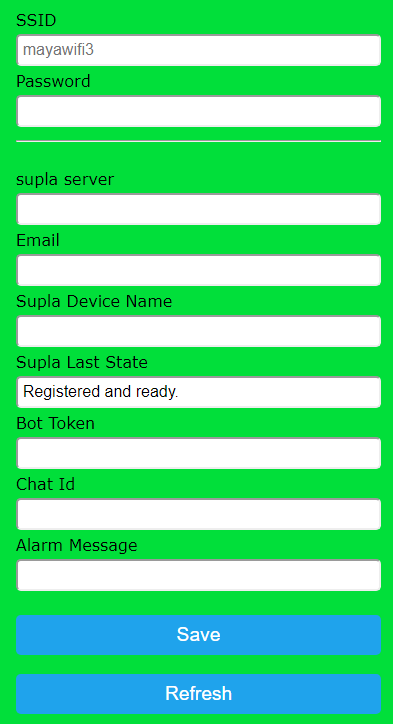 SSID
mayawifi3
Password
supla server
Email
Supla Device Name
Supla Last State
Registered and ready.
Bot Token
Chat Id
Alarm Message
Save
Refresh